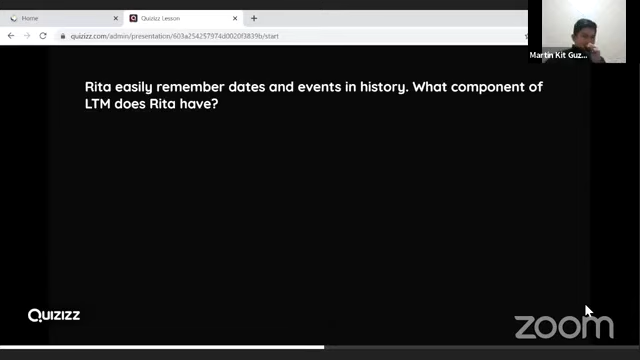 Home
Quizizz Lesson
quizizz.com/admin/presentation/603a254257974d0020f3839b/start
Martin Kit Guz...
Rita easily remember dates and events in history. What component of
LTM does Rita have?
QUIZIZZ
zoom